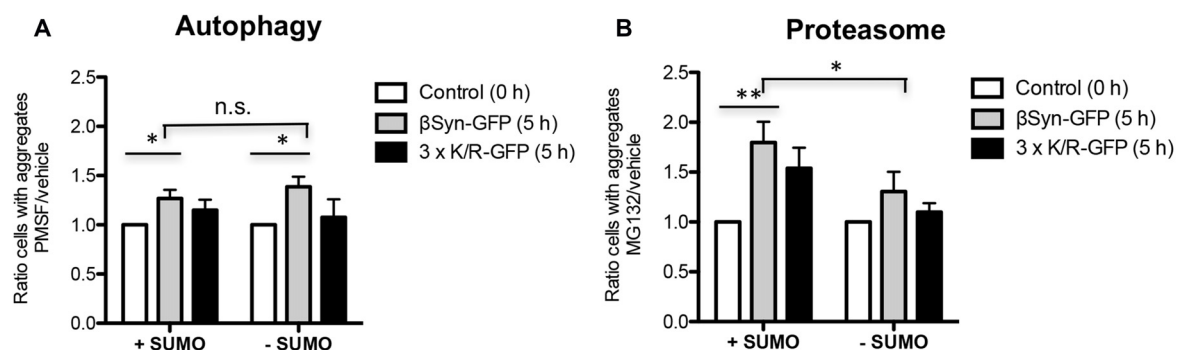 A
Autophagy
Ratio cells with aggregates
PMSF/vehicle
2.5
2.0
1.5
1.0
0.5
0.0
n.s.
*
*
+ SUMO
- SUMO
Control (0 h)
βSyn-GFP (5 h)
3 x K/R-GFP (5 h)
B
Proteasome
Ratio cells with aggregates
MG132/vehicle
2.5
2.0
1.5
1.0
0.5
0.0
*
**
+ SUMO
- SUMO
Control (0 h)
βSyn-GFP (5 h)
3 x K/R-GFP (5 h)